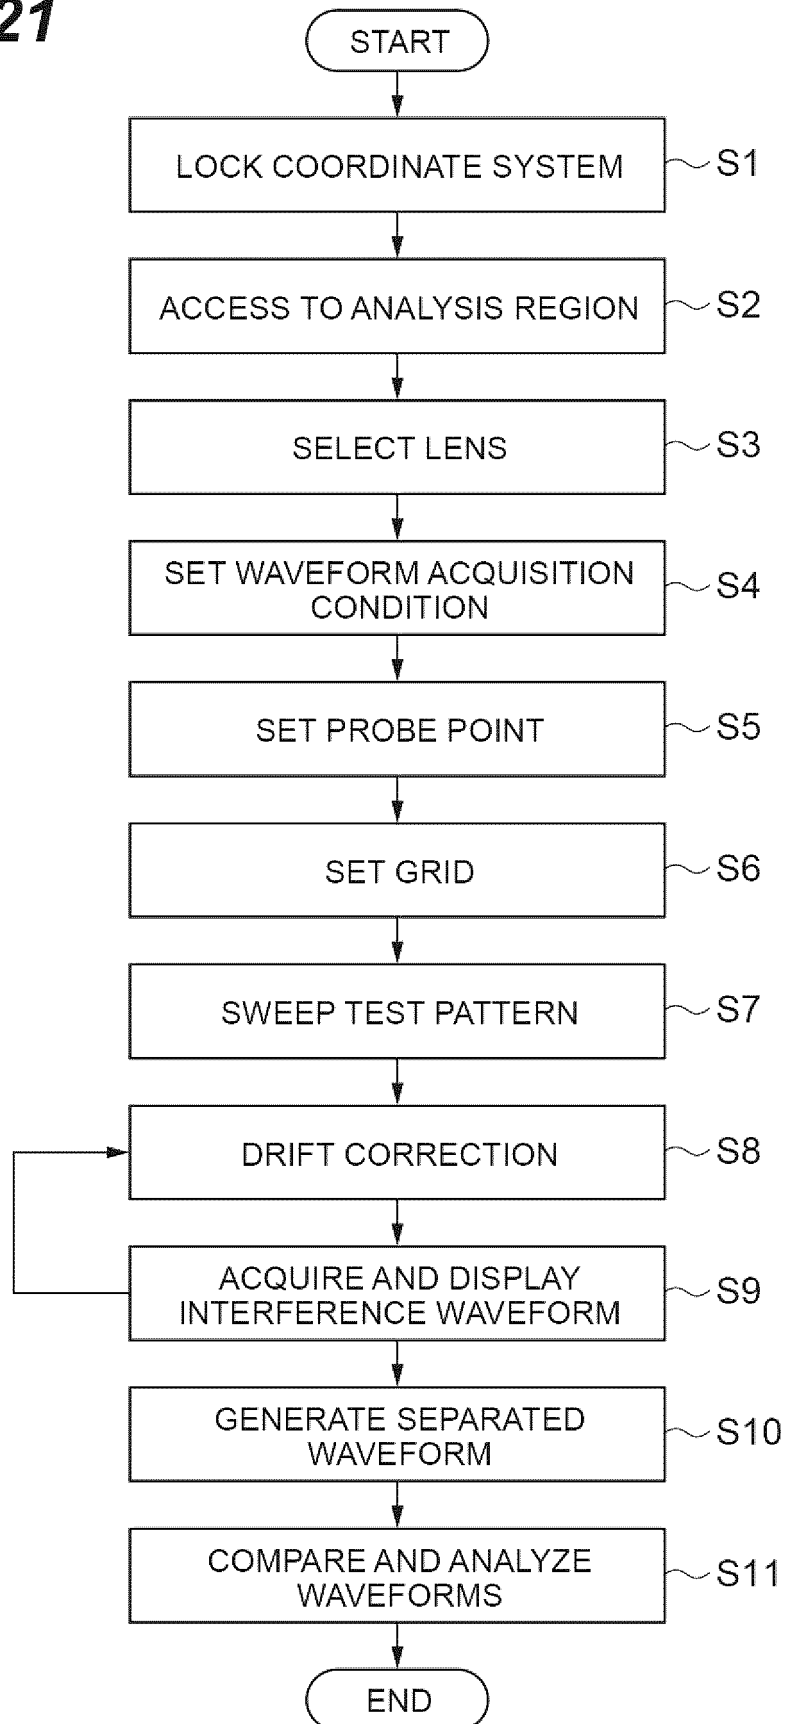 21
START
LOCK COORDINATE SYSTEM
S1
ACCESS TO ANALYSIS REGION
S2
SELECT LENS
S3
SET WAVEFORM ACQUISITION
CONDITION
S4
SET PROBE POINT
S5
SET GRID
S6
SWEEP TEST PATTERN
S7
DRIFT CORRECTION
S8
ACQUIRE AND DISPLAY
INTERFERENCE WAVEFORM
S9
GENERATE SEPARATED
WAVEFORM
S10
COMPARE AND ANALYZE
WAVEFORMS
S11
END